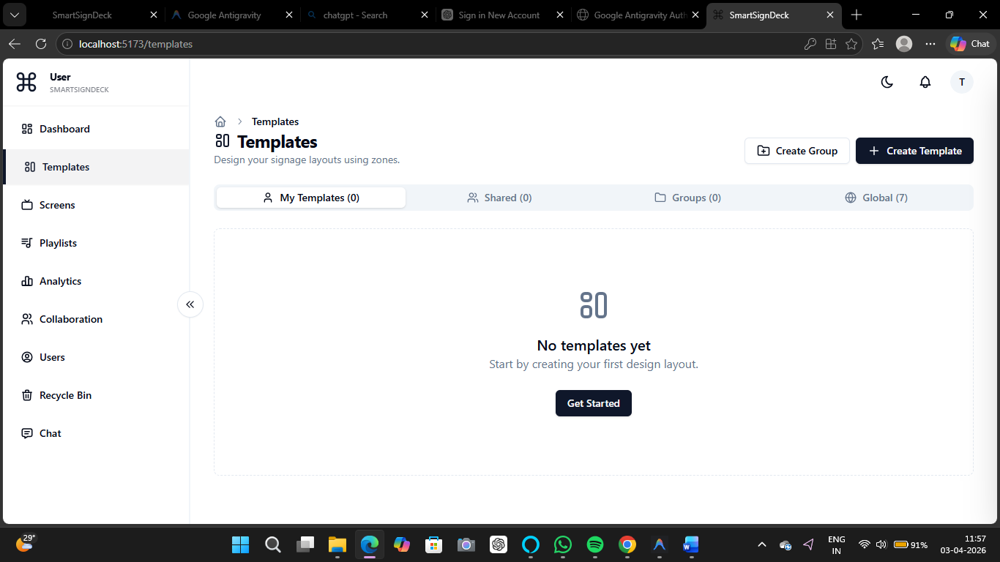 SmartSignDeck
Google Antigravity
chatgpt - Search
Sign in New Account
Google Antigravity Auth
SmartSignDeck
localhost:5173/templates
Chat
User
SMARTSIGNDECK
T
Dashboard
Templates
Screens
Playlists
Analytics
Collaboration
Users
Recycle Bin
Chat
Templates
Templates
Design your signage layouts using zones.
Create Group
Create Template
My Templates (0)
Shared (0)
Groups (0)
Global (7)
No templates yet
Start by creating your first design layout.
Get Started
29°
ENG
IN
91%
11:57
03-04-2026